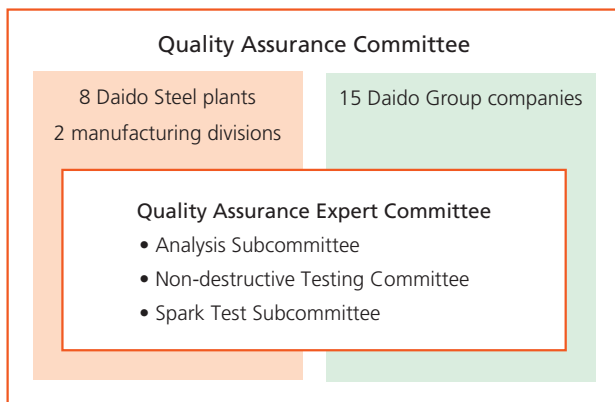 Quality Assurance Committee
8 Daido Steel plants
2 manufacturing divisions
15 Daido Group companies
Quality Assurance Expert Committee
• Analysis Subcommittee
• Non-destructive Testing Committee
• Spark Test Subcommittee